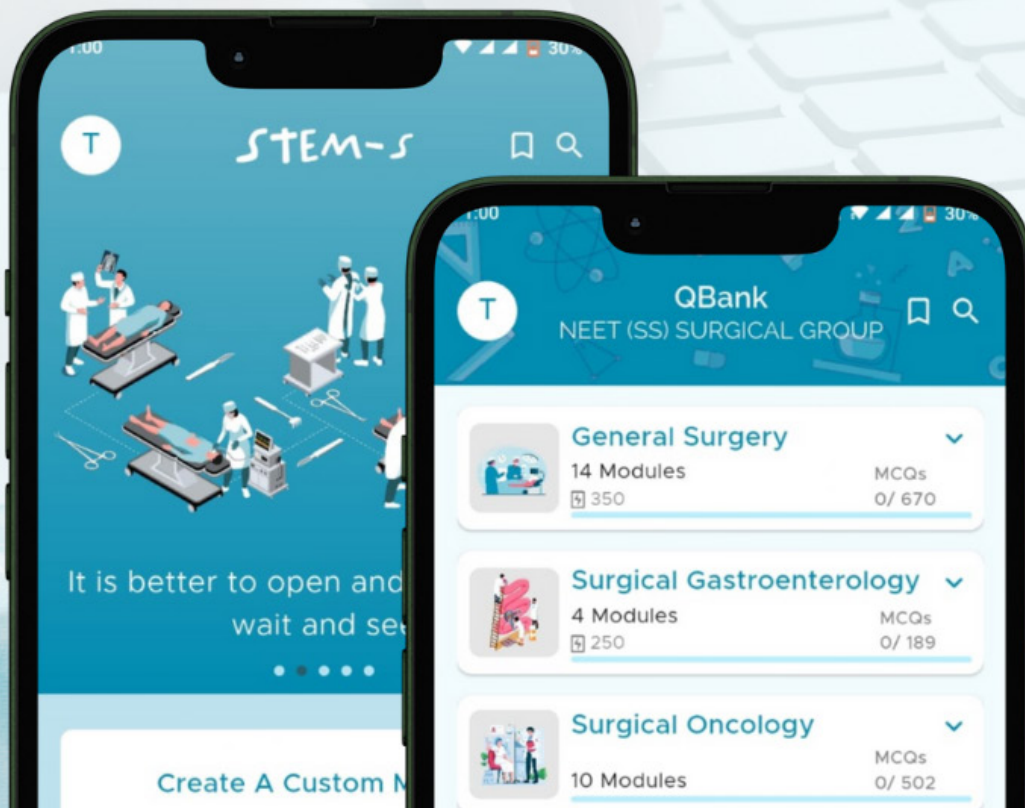 1:00
30%
T
STEM-S
It is better to open and
wait and see
Create A Custom M
1:00
30%
T
QBank
NEET (SS) SURGICAL GROUP
General Surgery
14 Modules
MCQs
350
0/ 670
Surgical Gastroenterology
4 Modules
MCQs
250
0/ 189
Surgical Oncology
10 Modules
MCQs
0/ 502